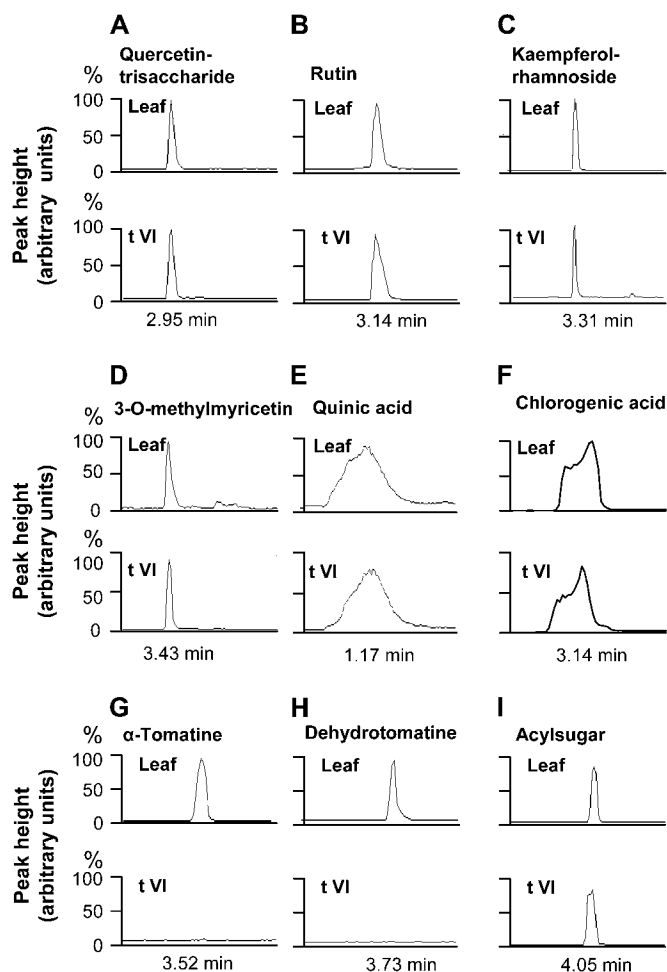 A
B
C
Quercetin-
trisaccharide
Rutin
Kaempferol-
rhamnoside
%
Leaf
Leaf
Leaf
100
50
0
%
t VI
t VI
t VI
100
50
0
2.95 min
3.14 min
3.31 min
Peak height
(arbitrary units)
D
E
F
3-O-methylmyricetin
Quinic acid
Chlorogenic acid
%
Leaf
Leaf
Leaf
100
50
0
t VI
t VI
t VI
100
50
0
3.43 min
1.17 min
3.14 min
Peak height
(arbitrary units)
G
H
I
α-Tomatine
Dehydrotomatine
Acylsugar
%
Leaf
Leaf
Leaf
100
50
0
%
t VI
t VI
t VI
100
50
0
3.52 min
3.73 min
4.05 min
Peak height
(arbitrary units)